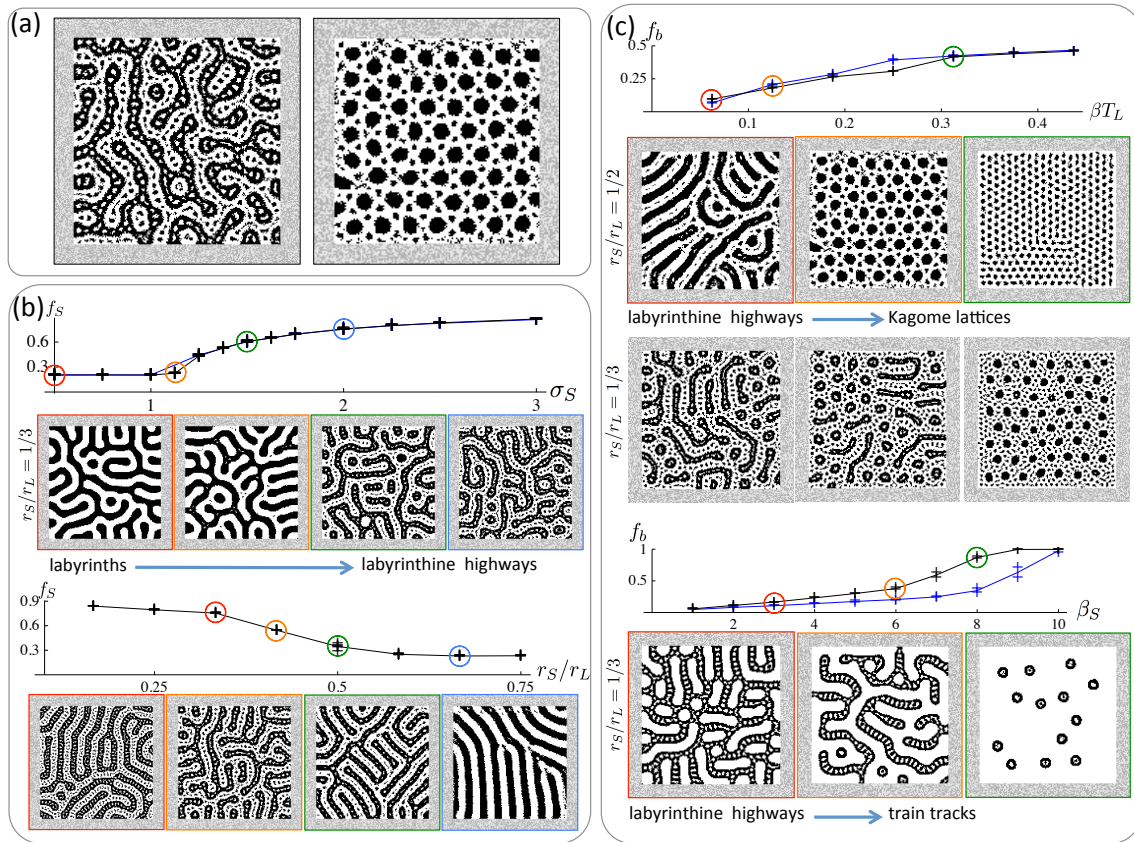 (a)
(b)
f_S
0.6
0.3
1
2
3
σ_S
r_S/r_L = 1/3
labyrinths
labyrinthine highways
f_S
0.9
0.6
0.3
0.25
0.5
0.75
r_S/r_L
(c)
f_b
0.5
0.25
0.1
0.2
0.3
0.4
βT_L
r_S/r_L = 1/2
labyrinthine highways
Kagome lattices
r_S/r_L = 1/3
f_b
1
0.5
2
4
6
8
10
β_S
r_S/r_L = 1/3
labyrinthine highways
train tracks